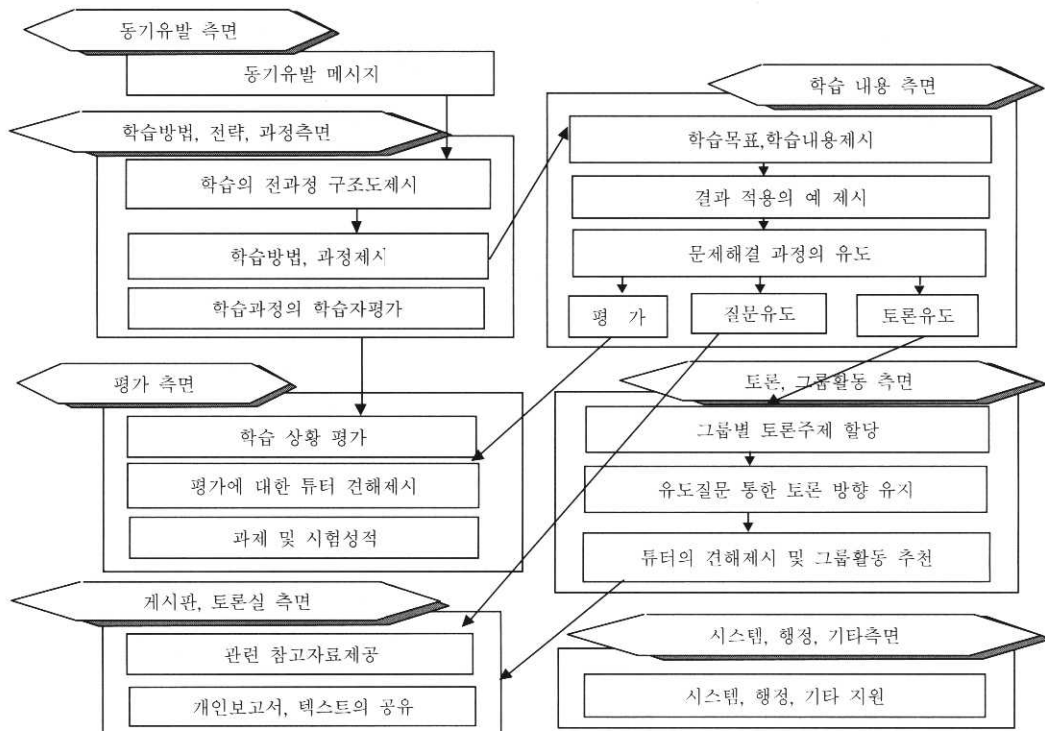 동기유발 측면
동기유발 메시지
학습방법, 전략, 과정측면
학습의 전과정 구조도제시
학습방법, 과정제시
학습과정의 학습자평가
학습 내용 측면
학습목표,학습내용제시
결과 적용의 예 제시
문제해결 과정의 유도
평 가
질문유도
토론유도
평가 측면
학습 상황 평가
평가에 대한 튜터 견해제시
과제 및 시험성적
토론, 그룹활동 측면
그룹별 토론주제 할당
유도질문 통한 토론 방향 유지
튜터의 견해제시 및 그룹활동 추천
게시판, 토론실 측면
관련 참고자료제공
개인보고서, 텍스트의 공유
시스템, 행정, 기타측면
시스템, 행정, 기타 지원